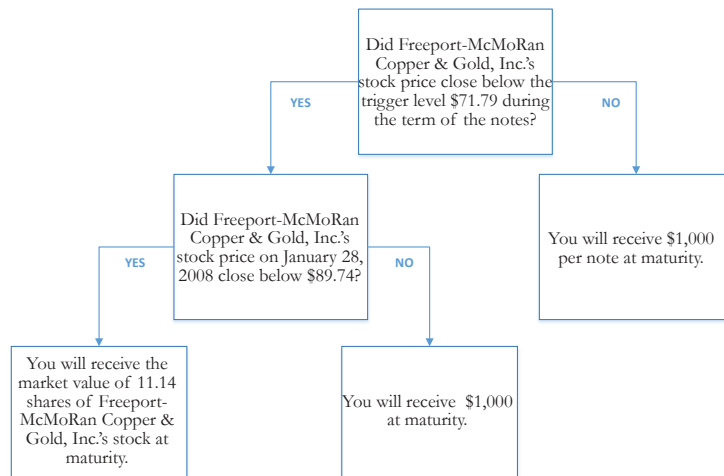 Did Freeport-McMoRan
Copper & Gold, Inc.'s
stock price close below the
trigger level $71.79 during
the term of the notes?
YES
NO
Did Freeport-McMoRan
Copper & Gold, Inc.'s
stock price on January 28,
2008 close below $89.74?
You will receive $1,000
per note at maturity.
YES
NO
You will receive the
market value of 11.14
shares of Freeport-
McMoRan Copper &
Gold, Inc.'s stock at
maturity.
You will receive $1,000
at maturity.